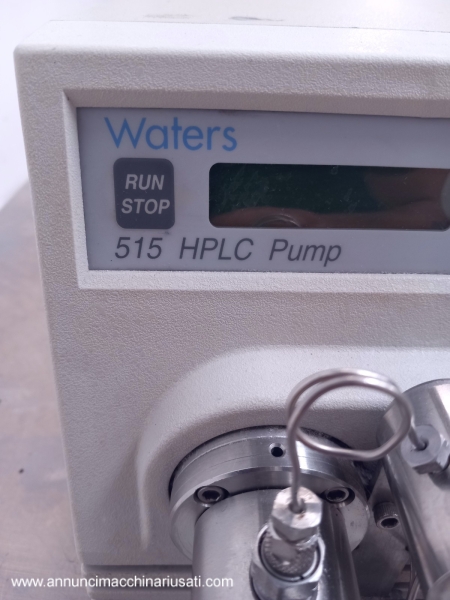 Waters
RUN
STOP
515 HPLC Pump
www.annuncimacchinariusati.com